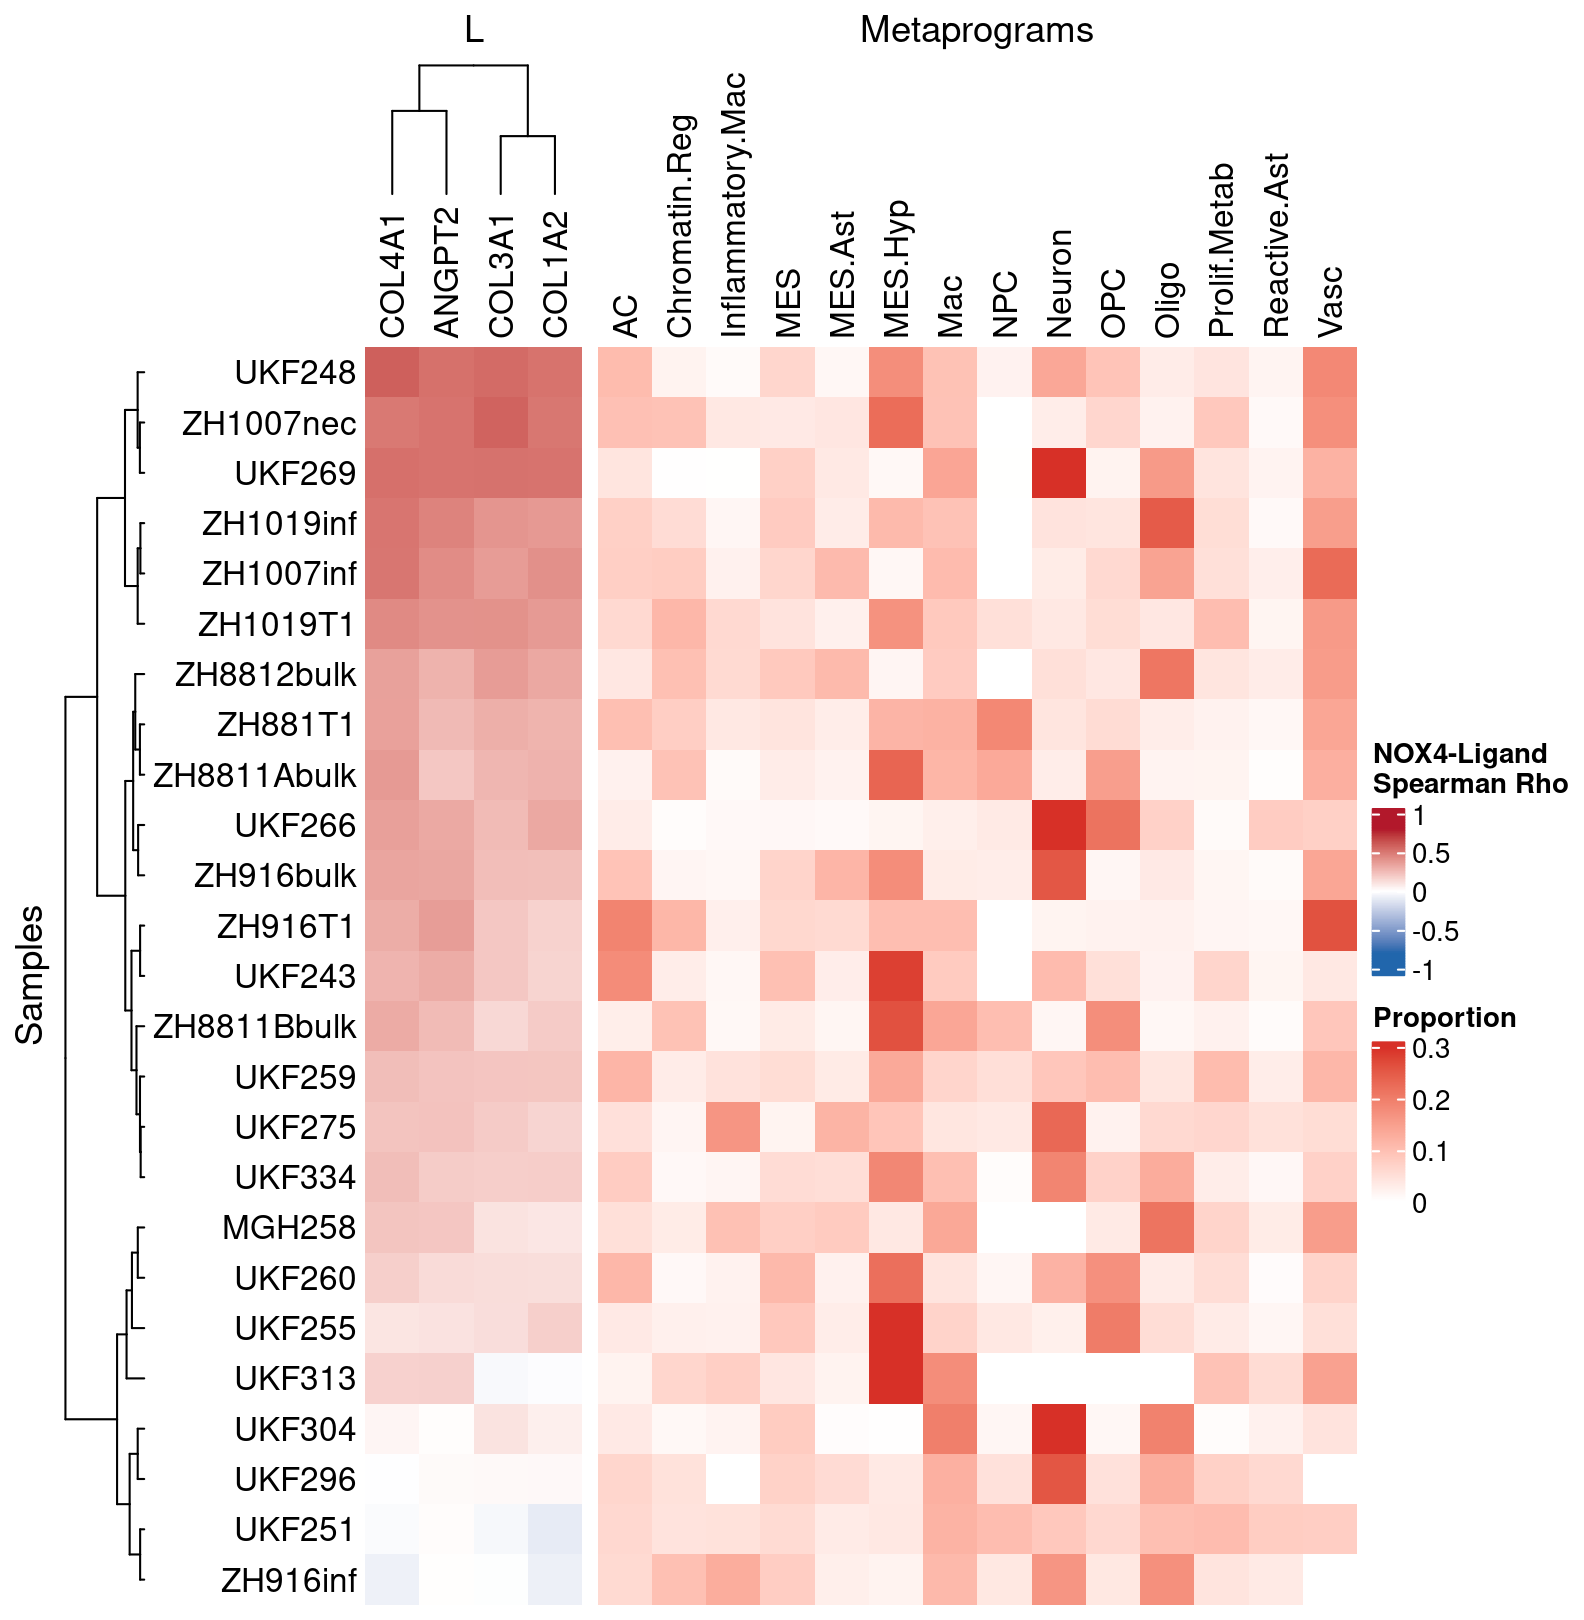 L
Metaprograms
COL4A1
ANGPT2
COL3A1
COL1A2
AC
Chromatin.Reg
Inflammatory.Mac
MES
MES.Ast
MES.Hyp
Mac
NPC
Neuron
OPC
Oligo
Prolif.Metab
Reactive.Ast
Vasc
Samples
UKF248
ZH1007nec
UKF269
ZH1019inf
ZH1007inf
ZH1019T1
ZH8812bulk
ZH881T1
ZH8811Abulk
UKF266
ZH916bulk
ZH916T1
UKF243
ZH8811Bbulk
UKF259
UKF275
UKF334
MGH258
UKF260
UKF255
UKF313
UKF304
UKF296
UKF251
ZH916inf
NOX4-Ligand
Spearman Rho
1
0.5
0
-0.5
-1
Proportion
0.3
0.2
0.1
0